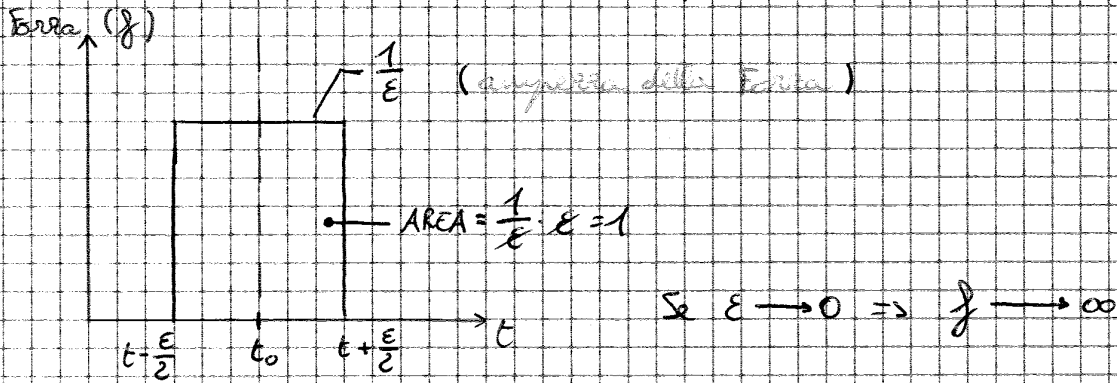 Forza (f)
1/ε (ampiezza della Forza)
AREA = 1/ε · ε = 1
Se ε → 0 => f → ∞
t-ε/2 t₀ t+ε/2 t